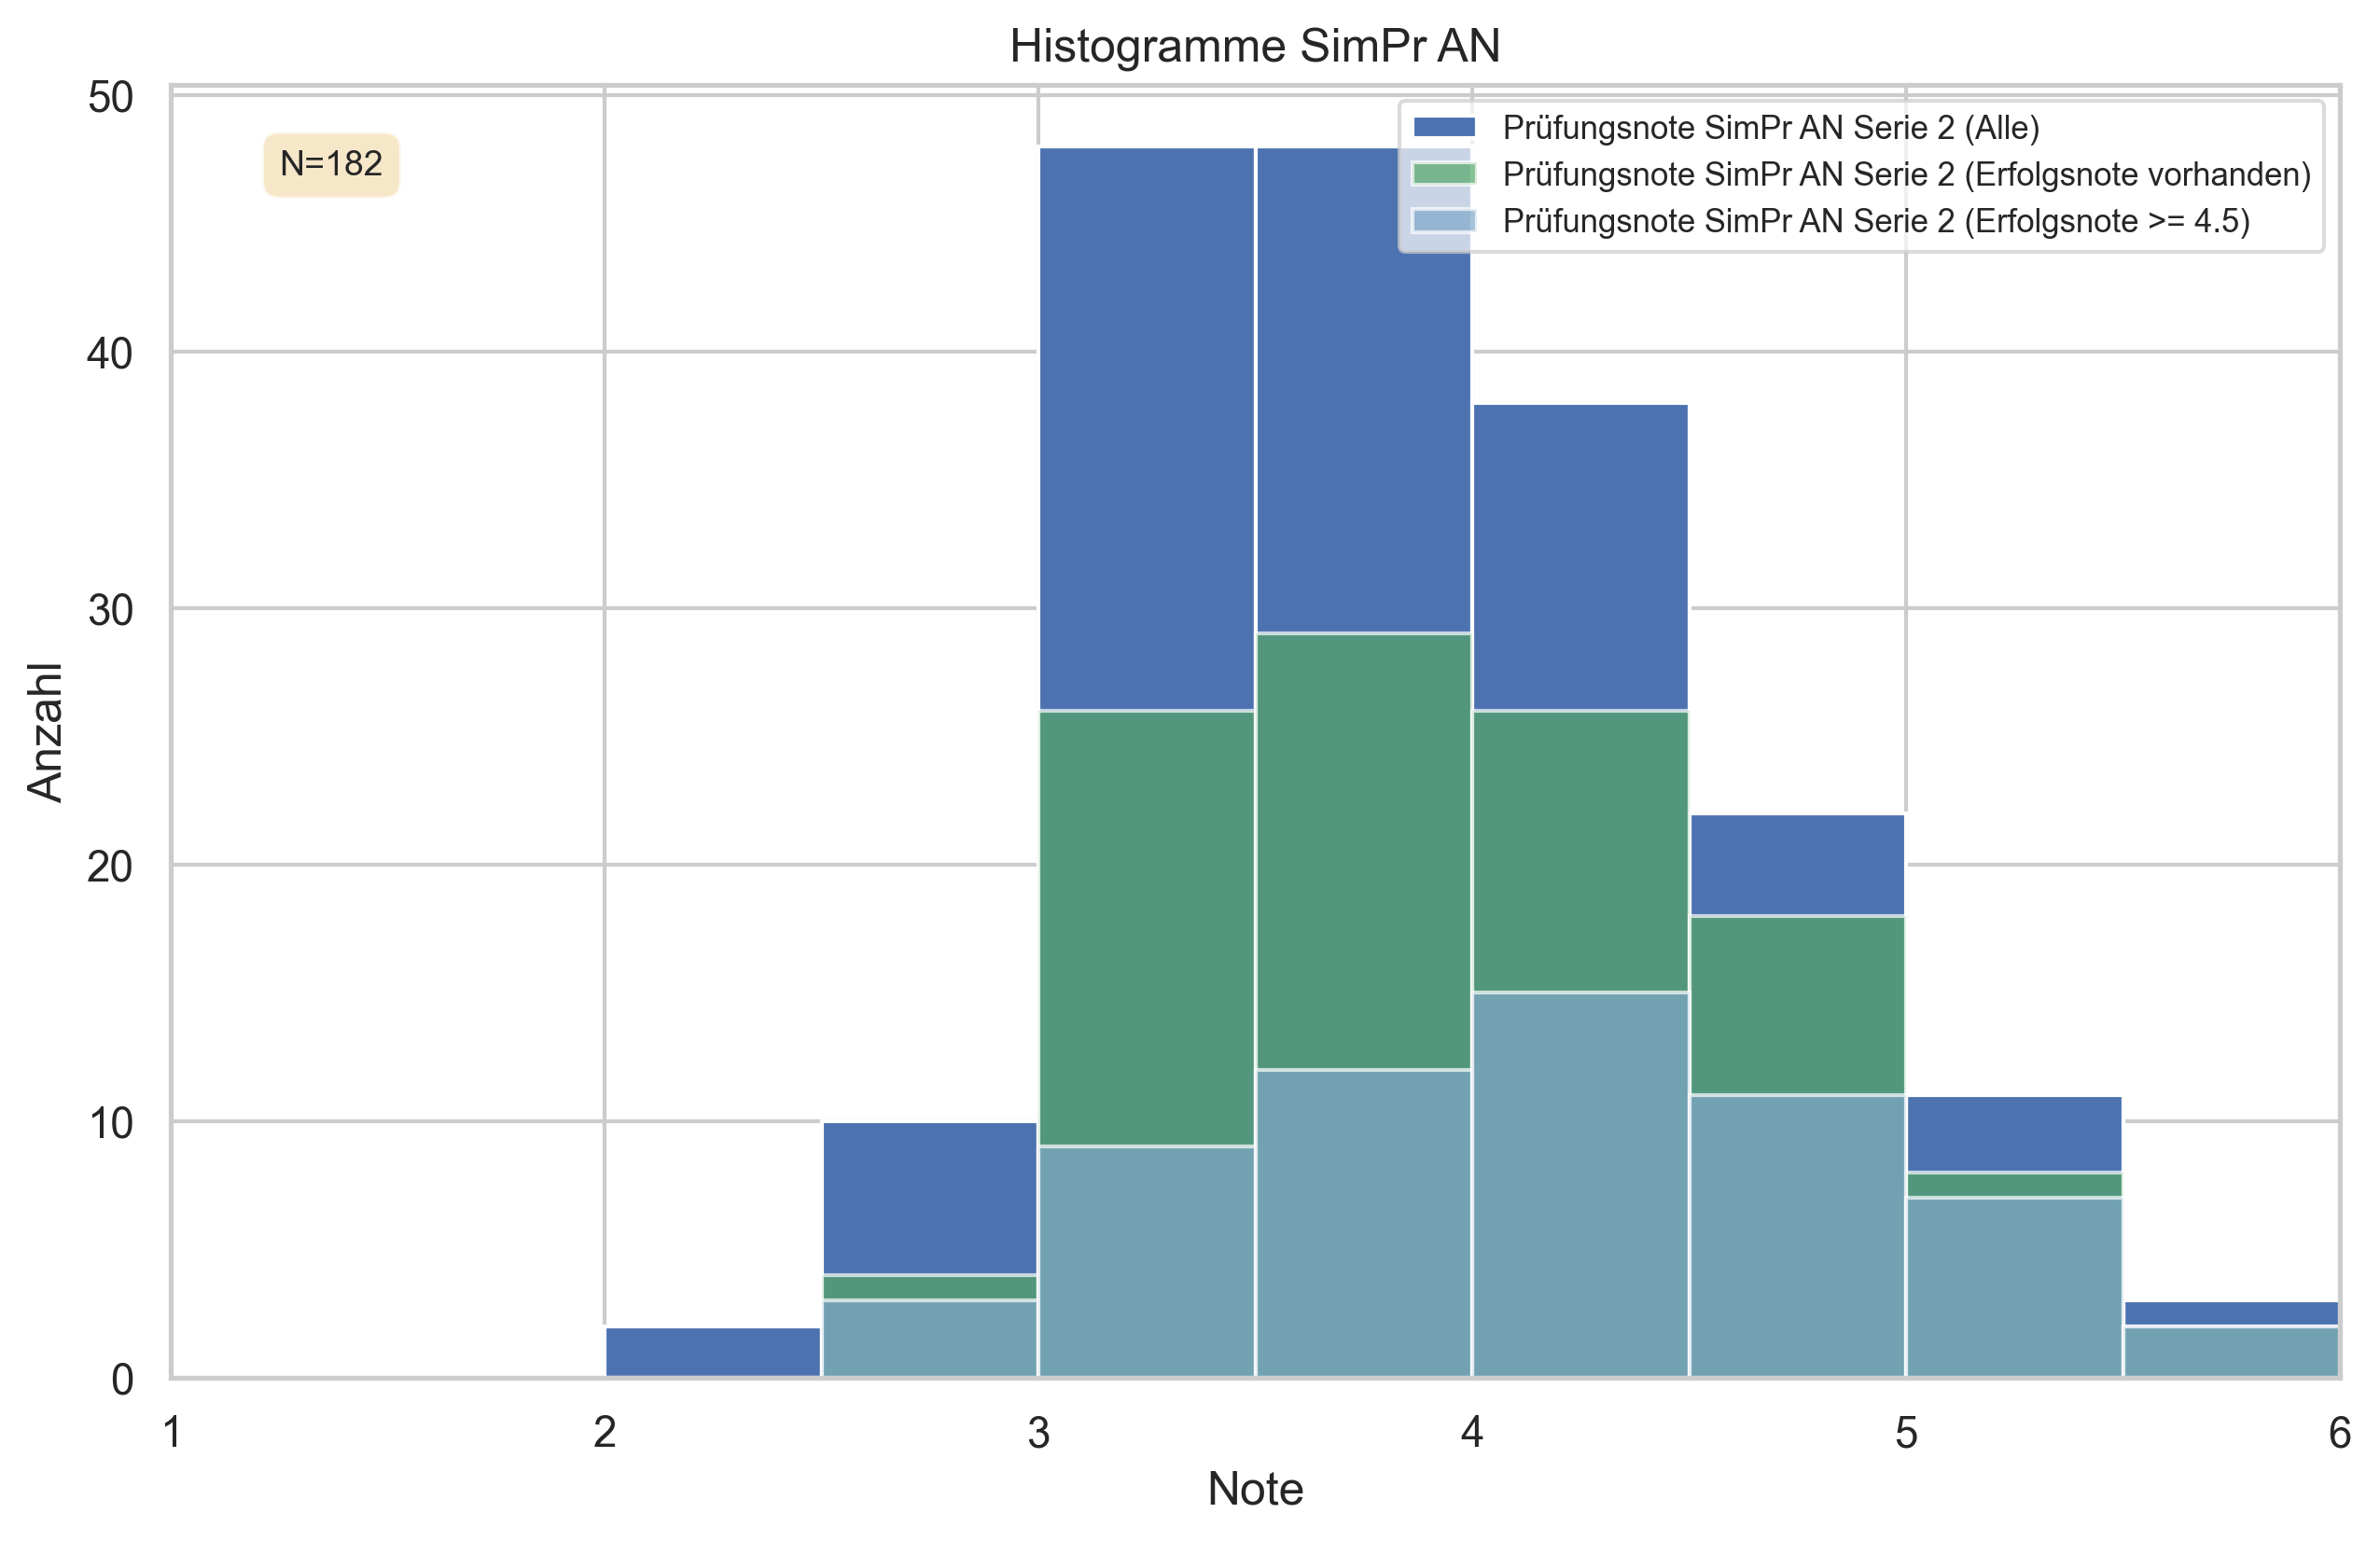 Histogramme SimPr AN
N=182
Prüfungsnote SimPr AN Serie 2 (Alle)
Prüfungsnote SimPr AN Serie 2 (Erfolgsnote vorhanden)
Prüfungsnote SimPr AN Serie 2 (Erfolgsnote >= 4.5)
50
40
30
20
10
0
Anzahl
1 2 3 4 5 6
Note